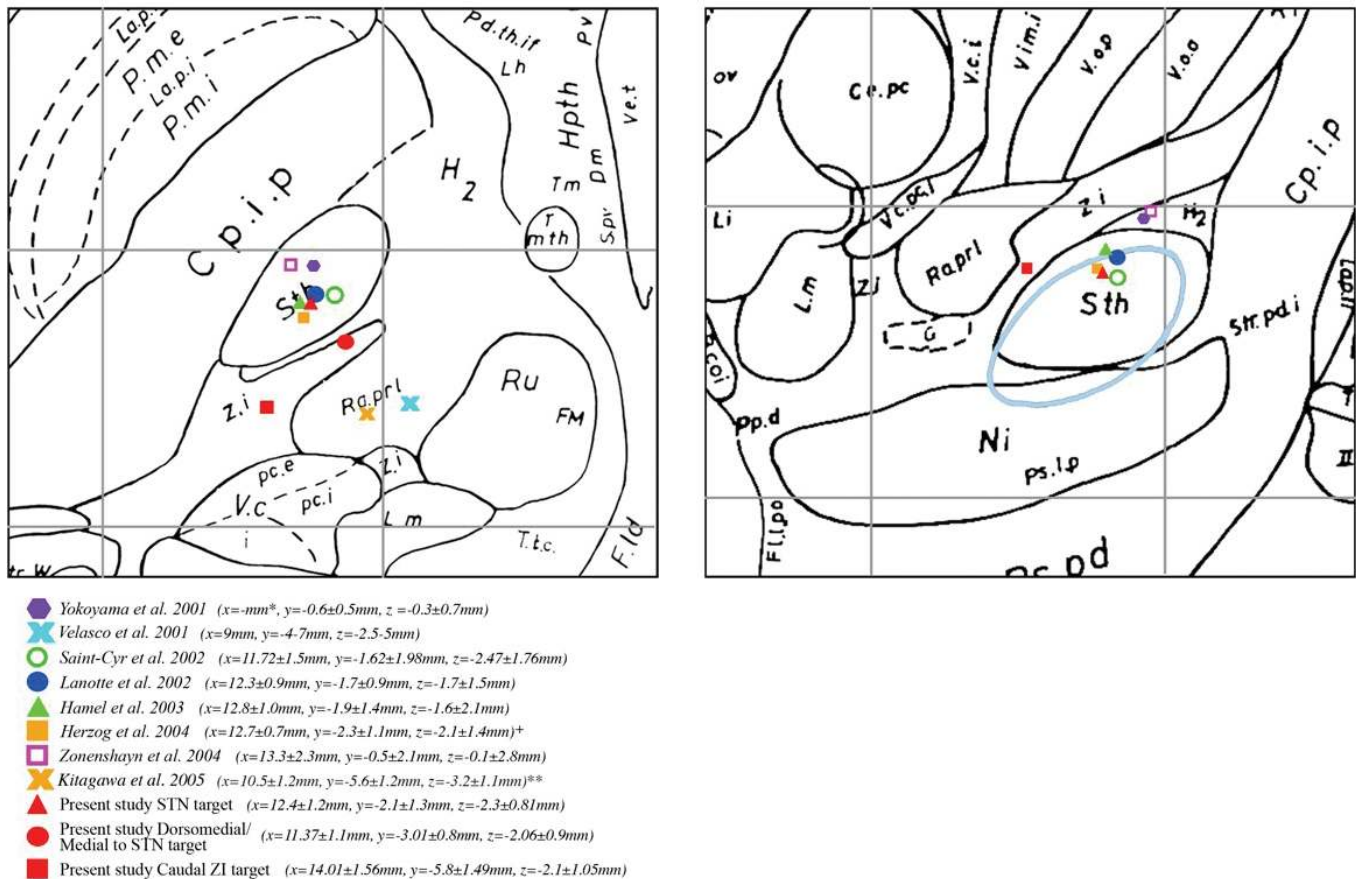 La.p.e
P.m.e
La.p.i
P.m.i
Pd.th.if
Lh
pv
Hpth
Ve.t
Dm
Tm
H2
T
mth
Spv
C p.i.p
Sth
Z.i
Ra.prl
Ru
FM
pc.e
V.c
pc.i
i
Z.i
L m
T.t.c.
F.ld
tr.W
ov
Ce.pc
V.c.i
V im.i
V.o.p
V.o.a
Cp.i.p
Li
V c.pc.i
Z i
H2
Ra.prl
L.m
Z.i
G
Sth
Str.pd.i
Pp.d
Ni
ps.l.p
II
Fl.l.po
Ps.pd
Yokoyama et al. 2001 (x=-mm*, y=-0.6±0.5mm, z =-0.3±0.7mm)
Velasco et al. 2001 (x=9mm, y=-4-7mm, z=-2.5-5mm)
Saint-Cyr et al. 2002 (x=11.72±1.5mm, y=-1.62±1.98mm, z=-2.47±1.76mm)
Lanotte et al. 2002 (x=12.3±0.9mm, y=-1.7±0.9mm, z=-1.7±1.5mm)
Hamel et al. 2003 (x=12.8±1.0mm, y=-1.9±1.4mm, z=-1.6±2.1mm)
Herzog et al. 2004 (x=12.7±0.7mm, y=-2.3±1.1mm, z=-2.1±1.4mm)+
Zonenshayn et al. 2004 (x=13.3±2.3mm, y=-0.5±2.1mm, z=-0.1±2.8mm)
Kitagawa et al. 2005 (x=10.5±1.2mm, y=-5.6±1.2mm, z=-3.2±1.1mm)**
Present study STN target (x=12.4±1.2mm, y=-2.1±1.3mm, z=-2.3±0.81mm)
Present study Dorsomedial/
Medial to STN target (x=11.37±1.1mm, y=-3.01±0.8mm, z=-2.06±0.9mm)
Present study Caudal ZI target (x=14.01±1.56mm, y=-5.8±1.49mm, z=-2.1±1.05mm)